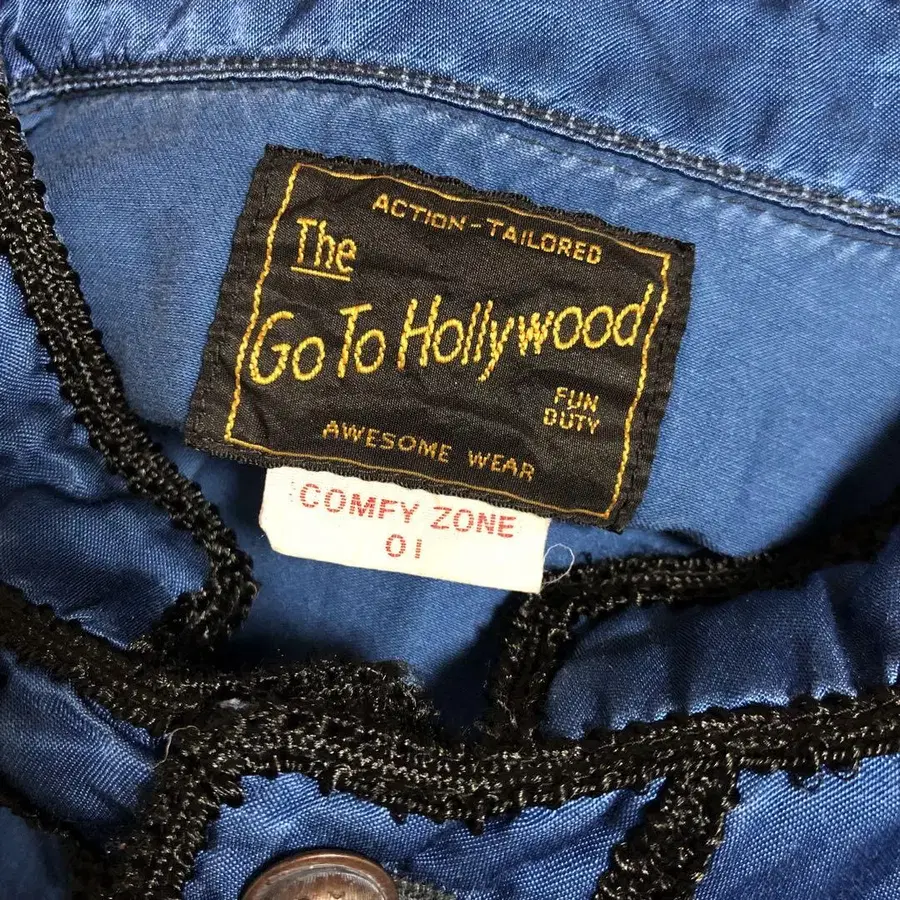 ACTION-TAILORED
The
Go To Hollywood
FUN
DUTY
AWESOME WEAR
COMFY ZONE
01